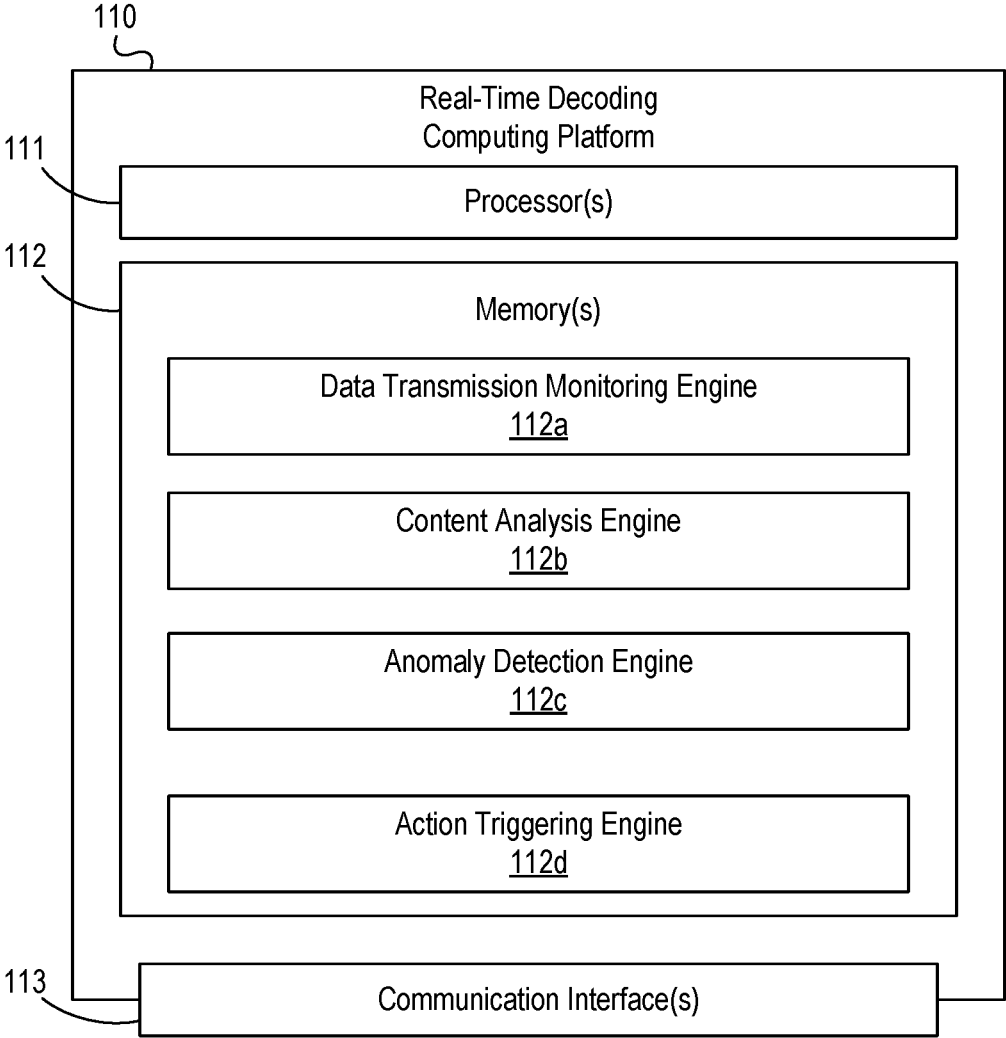 110
Real-Time Decoding
Computing Platform
111
Processor(s)
112
Memory(s)
Data Transmission Monitoring Engine
112a
Content Analysis Engine
112b
Anomaly Detection Engine
112c
Action Triggering Engine
112d
113
Communication Interface(s)